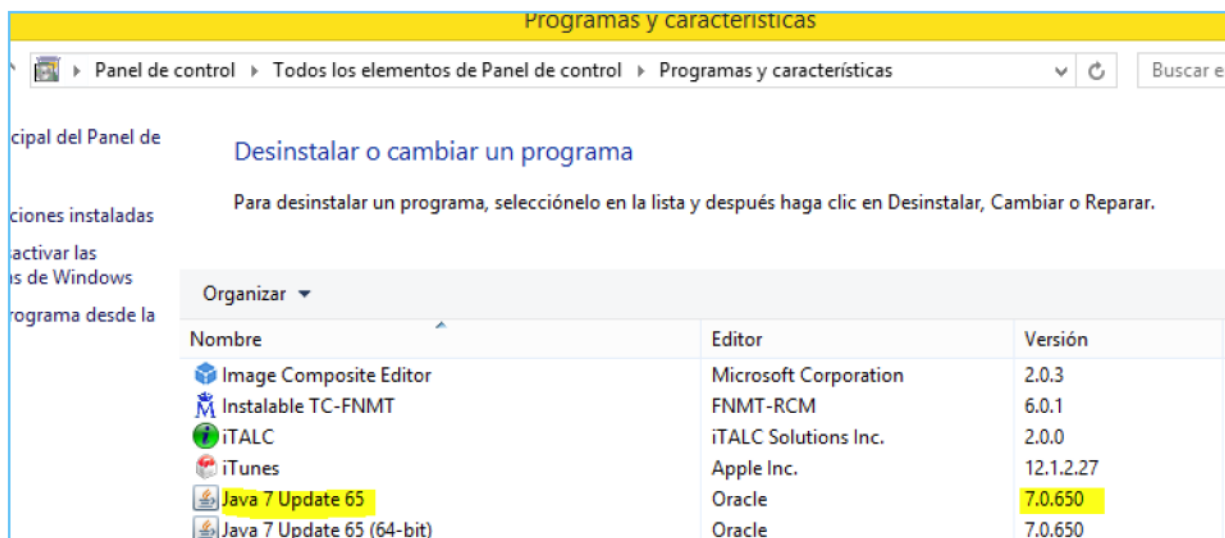 Programas y características
Panel de control Todos los elementos de Panel de control Programas y características
Buscar e
cipal del Panel de
Desinstalar o cambiar un programa
ciones instaladas
Para desinstalar un programa, selecciónelo en la lista y después haga clic en Desinstalar, Cambiar o Reparar.
activar las
s de Windows
rograma desde la
Organizar
Nombre Editor Versión
Image Composite Editor Microsoft Corporation 2.0.3
Instalable TC-FNMT FNMT-RCM 6.0.1
iTALC iTALC Solutions Inc. 2.0.0
iTunes Apple Inc. 12.1.2.27
Java 7 Update 65 Oracle 7.0.650
Java 7 Update 65 (64-bit) Oracle 7.0.650